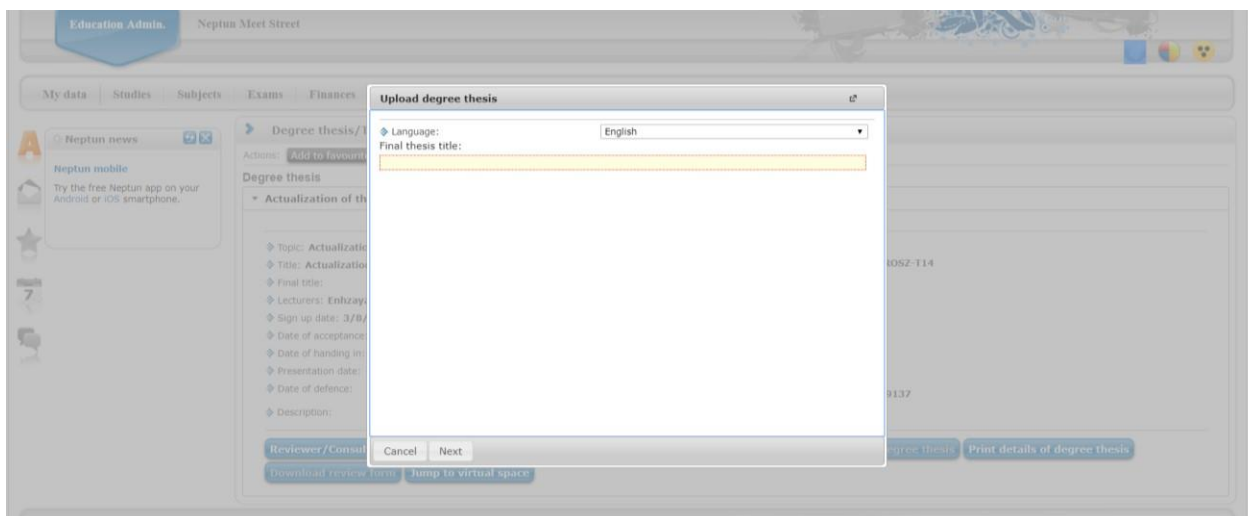 Education Admin. Neptun Meet Street
My data Studies Subjects Exams Finances
Upload degree thesis
Language: English
Final thesis title:
Cancel Next
Neptun news
Neptun mobile
Try the free Neptun app on your
Android or iOS smartphone.
7
Degree thesis/
Actions: Add to favourit
Degree thesis
Actualization of th
Topic: Actualizatio
Title: Actualization
Final title:
Lecturers: Enhzay
Sign up date: 3/8/
Date of acceptance:
Date of handing in:
Presentation date:
Date of defence:
Description:
OSZ-T14
9137
Reviewer/Consul
egree thesis Print details of degree thesis
Download review form Jump to virtual space